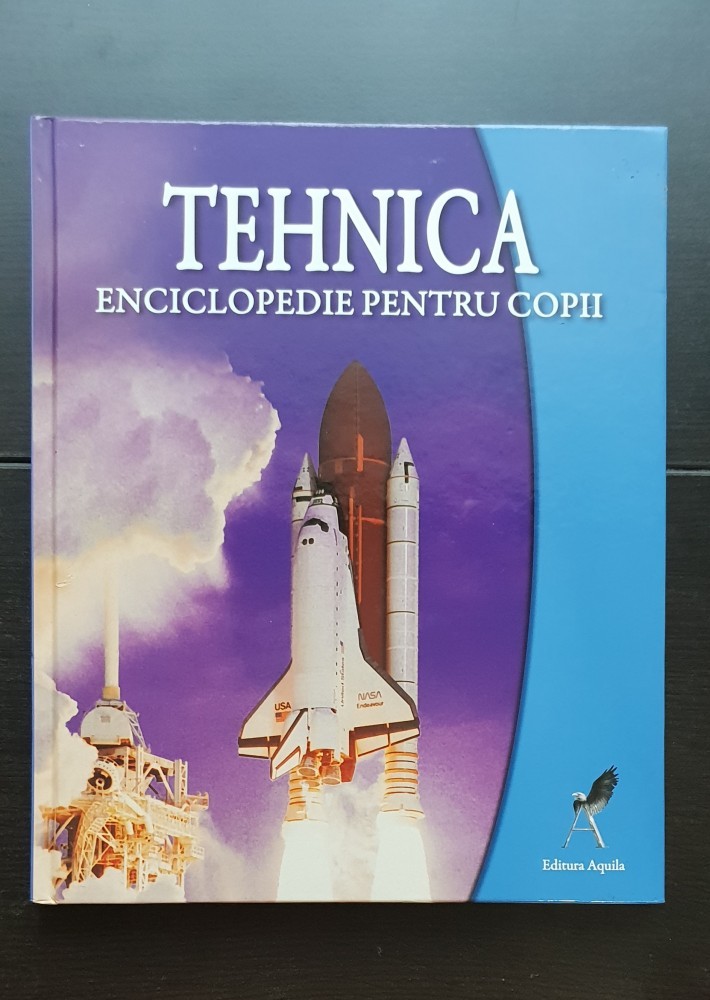 TEHNICA
ENCICLOPEDIE PENTRU COPII
USA
NASA
Endeavour
Editura Aquila